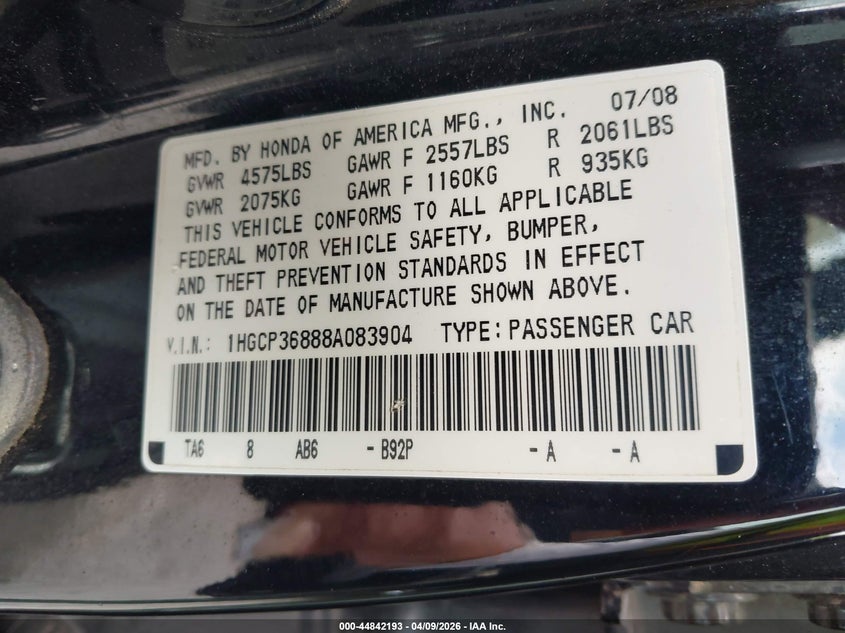 MFD. BY HONDA OF AMERICA MFG., INC. 07/08
GVWR 4575LBS GAWR F 2557LBS R 2061LBS
GVWR 2075KG GAWR F 1160KG R 935KG
THIS VEHICLE CONFORMS TO ALL APPLICABLE
FEDERAL MOTOR VEHICLE SAFETY, BUMPER,
AND THEFT PREVENTION STANDARDS IN EFFECT
ON THE DATE OF MANUFACTURE SHOWN ABOVE.
V.I.N.: 1HGCP36888A083904 TYPE: PASSENGER CAR
TA6 8 AB6 - B92P - A - A
000-44842193 - 04/09/2026 - IAA Inc.